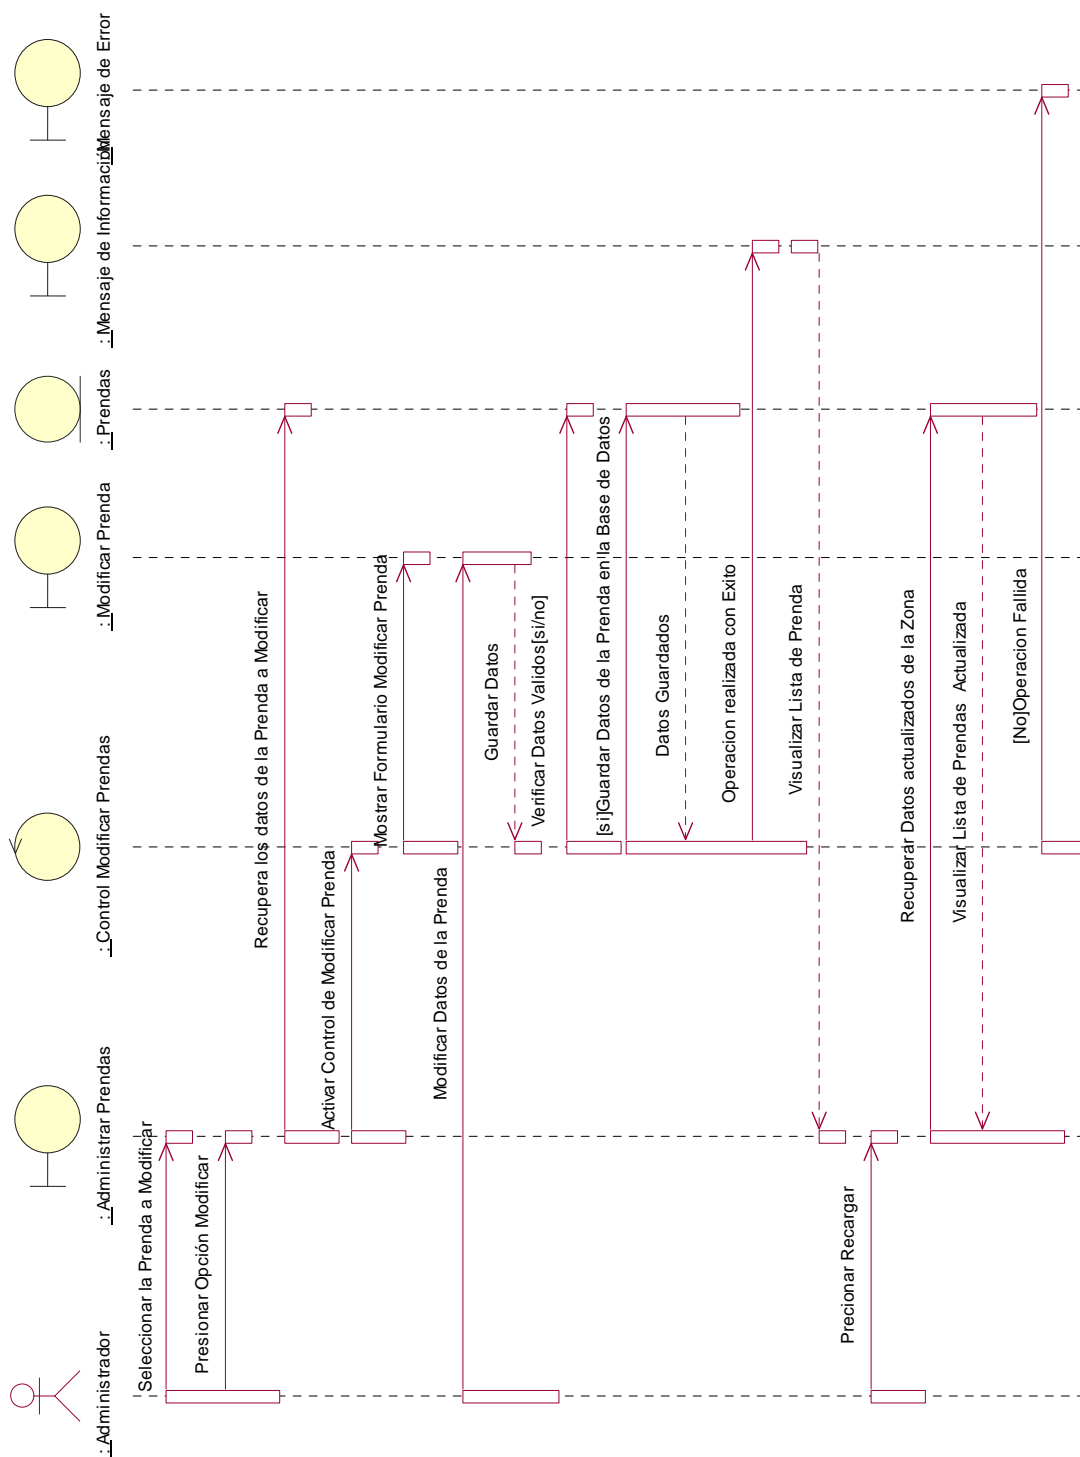 : Administrador
: Administrar Prendas
: Control Modificar Prendas
: Modificar Prenda
: Prendas
: Mensaje de Información
: Mensaje de Error
Seleccionar la Prenda a Modificar
Presionar Opción Modificar
Recupera los datos de la Prenda a Modificar
Activar Control de Modificar Prenda
Mostrar Formulario Modificar Prenda
Modificar Datos de la Prenda
Guardar Datos
Verificar Datos Validos[si/no]
[si]Guardar Datos de la Prenda en la Base de Datos
Datos Guardados
Operacion realizada con Exito
Visualizar Lista de Prenda
Precionar Recargar
Recuperar Datos actualizados de la Zona
Visualizar Lista de Prendas Actualizada
[No]Operacion Fallida